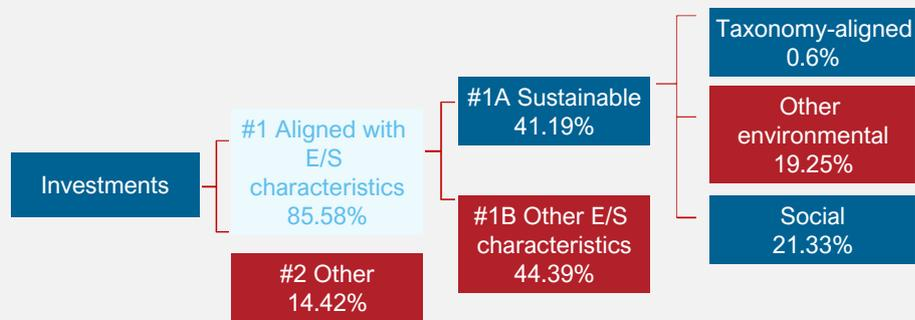 Investments
#1 Aligned with
E/S
characteristics
85.58%
#2 Other
14.42%
#1A Sustainable
41.19%
#1B Other E/S
characteristics
44.39%
Taxonomy-aligned
0.6%
Other
environmental
19.25%
Social
21.33%